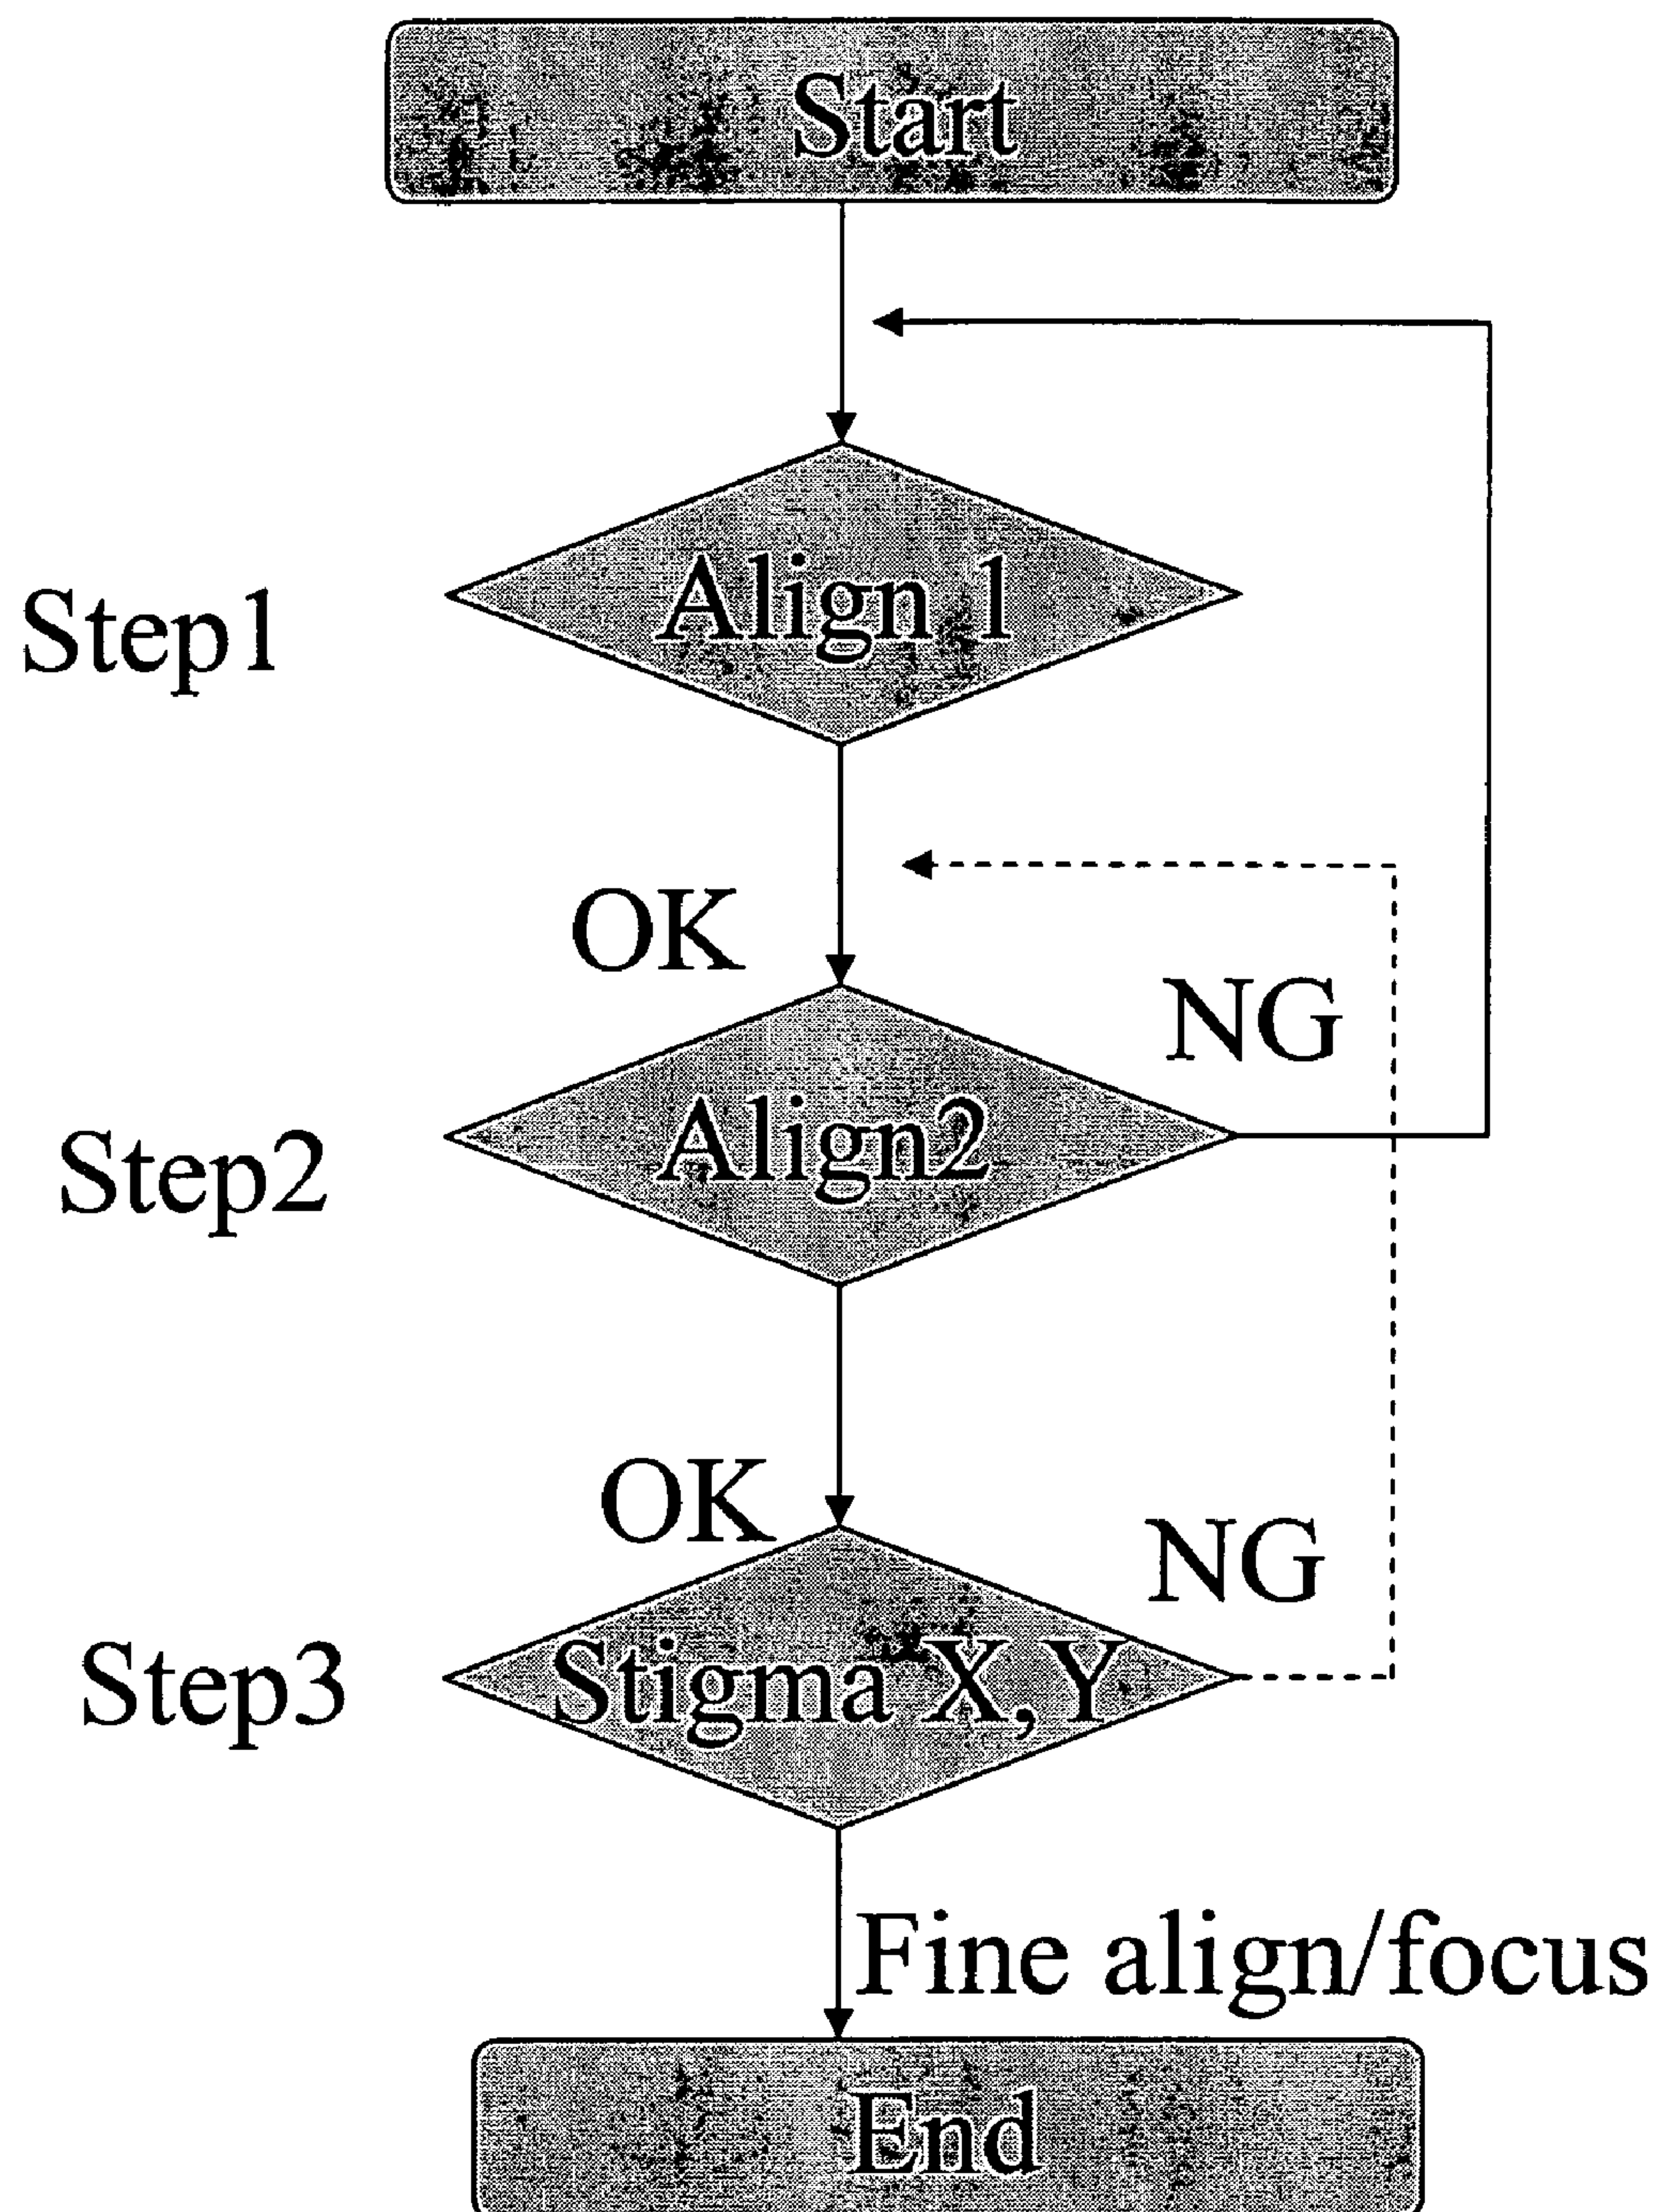 Start
Step1
Align 1
OK
NG
Step2
Align2
OK
NG
Step3
Stigma X,Y
Fine align/focus
End